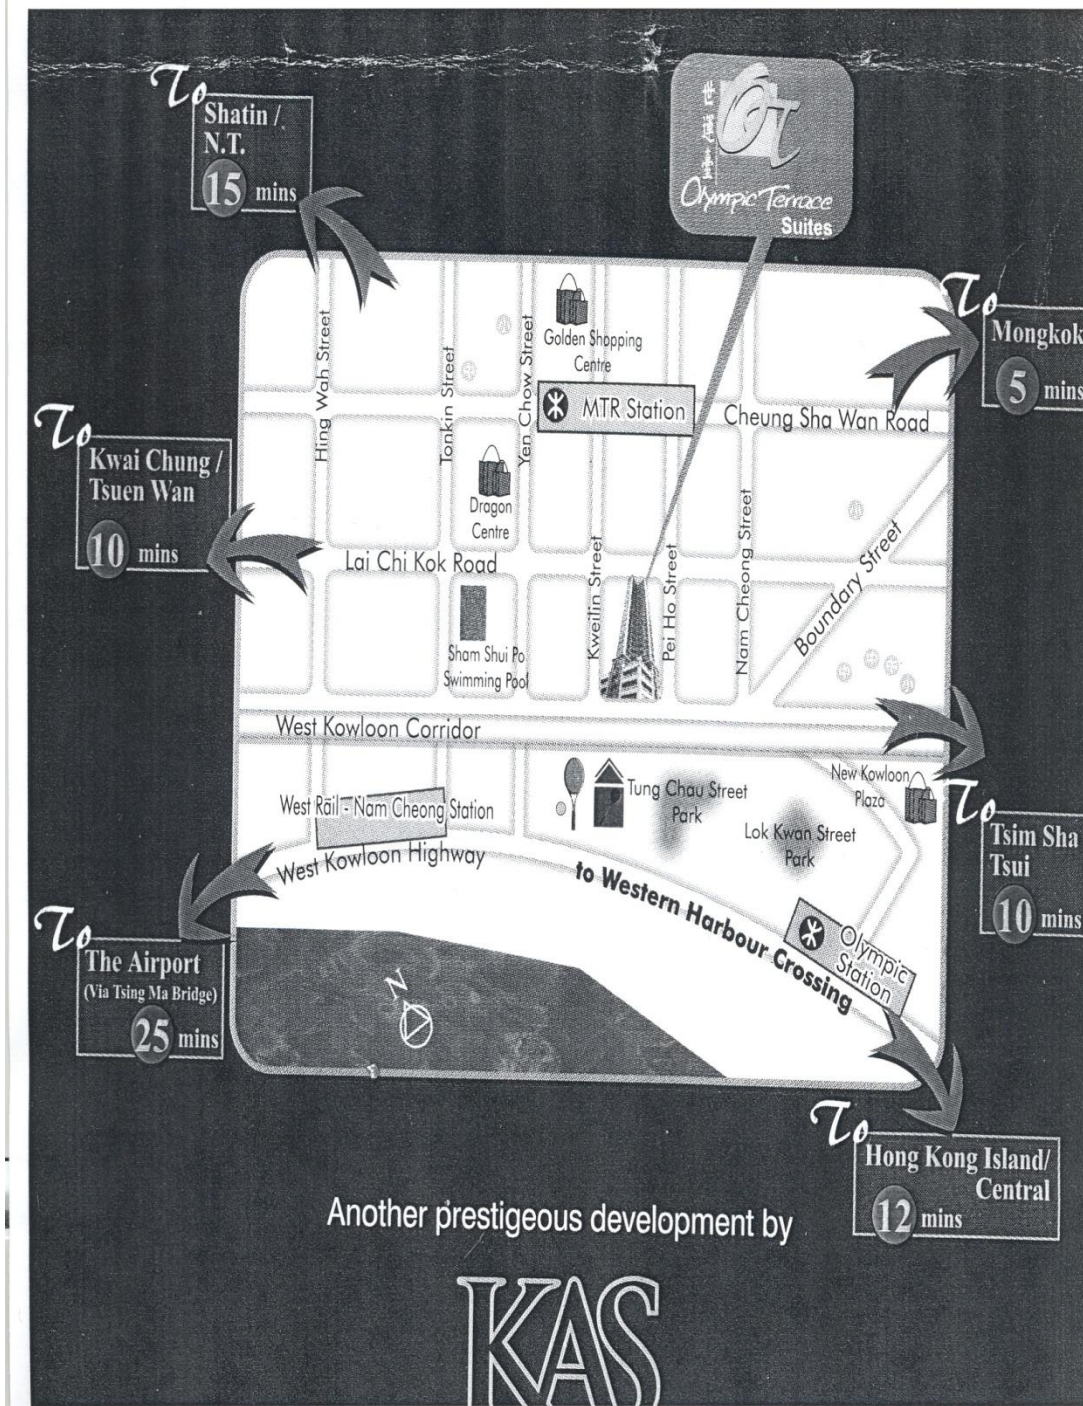 To
Shatin /
N.T.
15 mins
Olympic Terrace
Suites
To
Mongkok
5 mins
To
Kwai Chung /
Tsuen Wan
10 mins
Hing Wah Street
Tonkin Street
Yen Chow Street
Golden Shopping
Centre
MTR Station
Cheung Sha Wan Road
Dragon
Centre
Lai Chi Kok Road
Kweilin Street
Pei Ho Street
Nam Cheong Street
Boundary Street
Sham Shui Po
Swimming Pool
West Kowloon Corridor
West Rail - Nam Cheong Station
West Kowloon Highway
Tung Chau Street
Park
Lok Kwan Street
Park
New Kowloon
Plaza
to Western Harbour Crossing
Olympic
Station
N
To
Tsim Sha
Tsui
10 mins
To
The Airport
(Via Tsing Ma Bridge)
25 mins
To
Hong Kong Island/
Central
12 mins
Another prestigeous development by
KAS